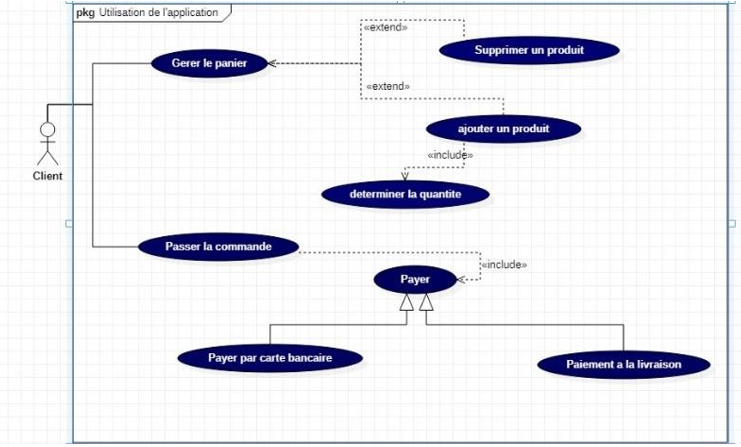 pkg Utilisation de l'application
«extend»
Supprimer un produit
Gerer le panier
«extend»
ajouter un produit
«include»
Client
determiner la quantite
Passer la commande
«include»
Payer
Payer par carte bancaire
Paiement a la livraison